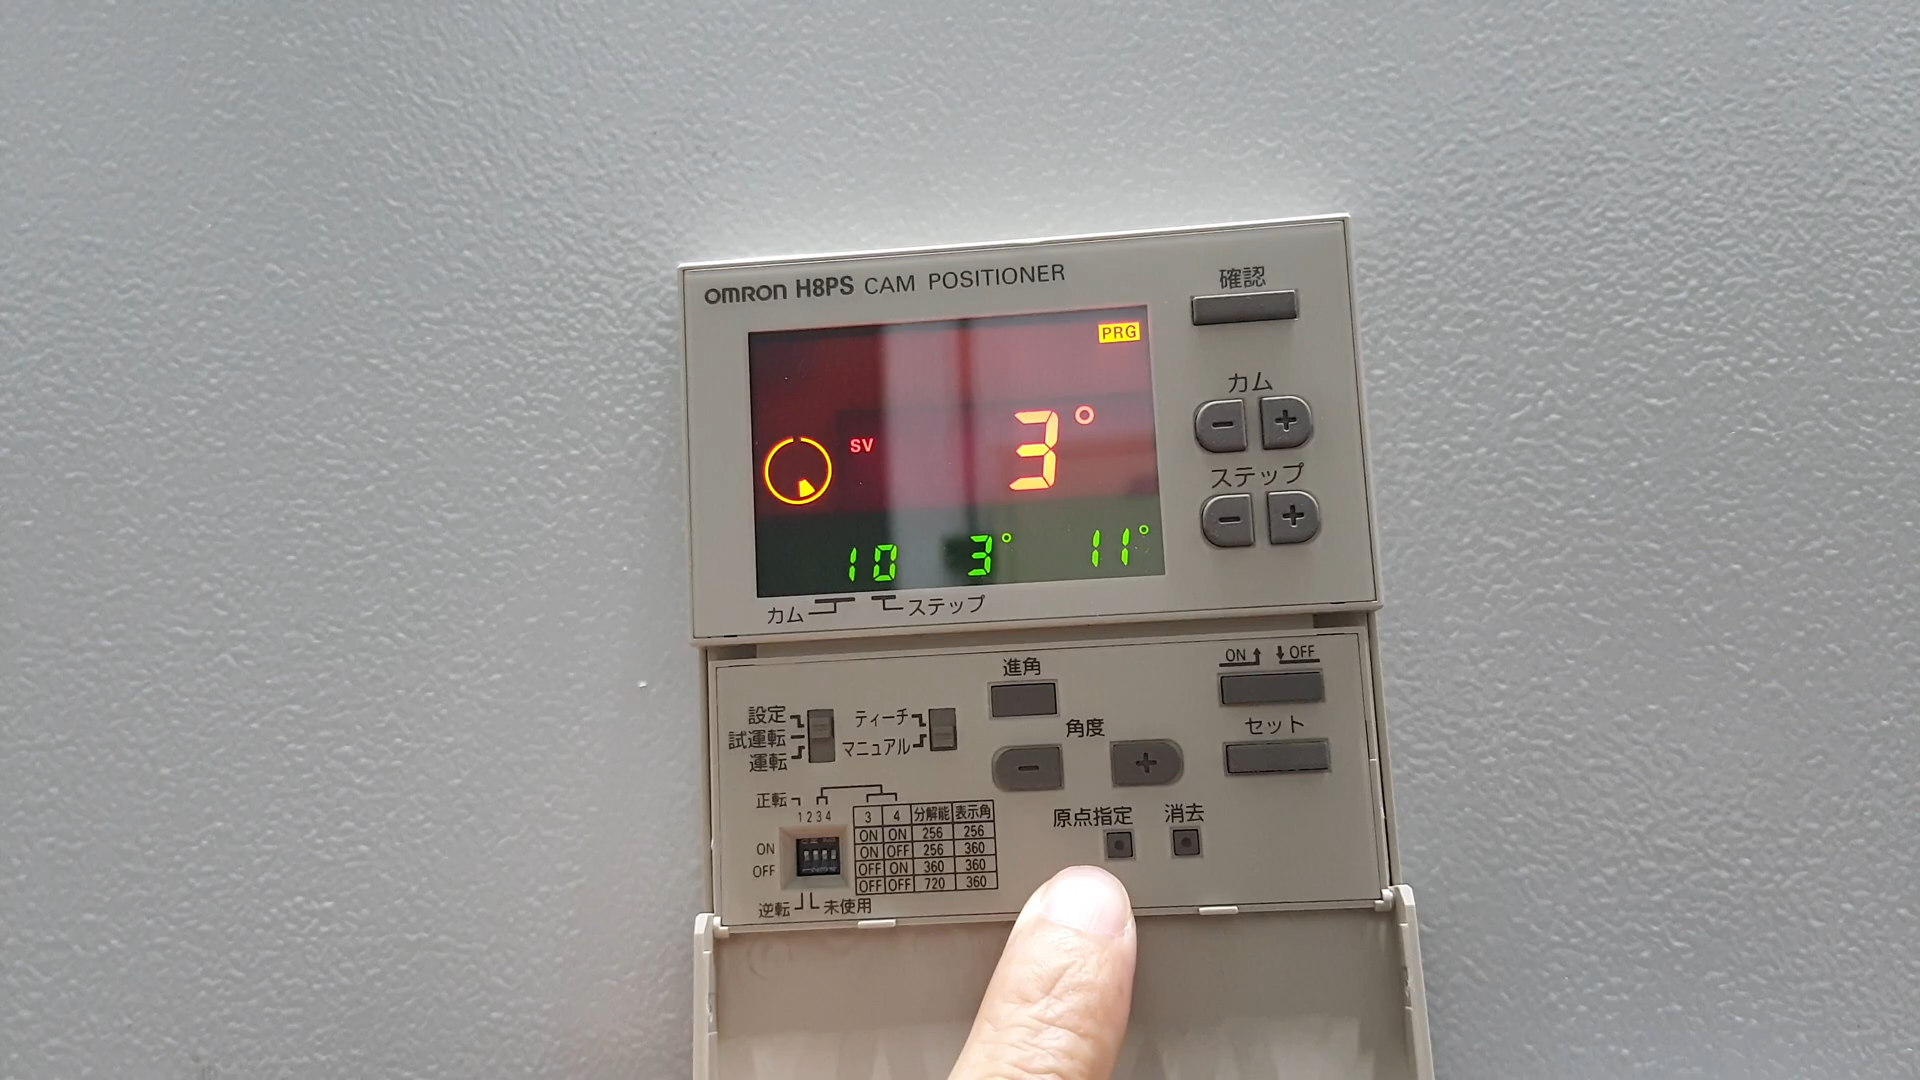 OMRON H8PS CAM POSITIONER
確認
PRG
カム
− +
SV
3°
ステップ
− +
10 3° 11°
カム ステップ
進角
ON ↑ ↓ OFF
設定
試運転
運転
ティーチ
マニュアル
角度
− +
セット
正転
1 2 3 4
原点指定 消去
3 4 分解能 表示角
ON ON 256 256
ON OFF 256 360
OFF ON 360 360
OFF OFF 720 360
ON
OFF
逆転 未使用